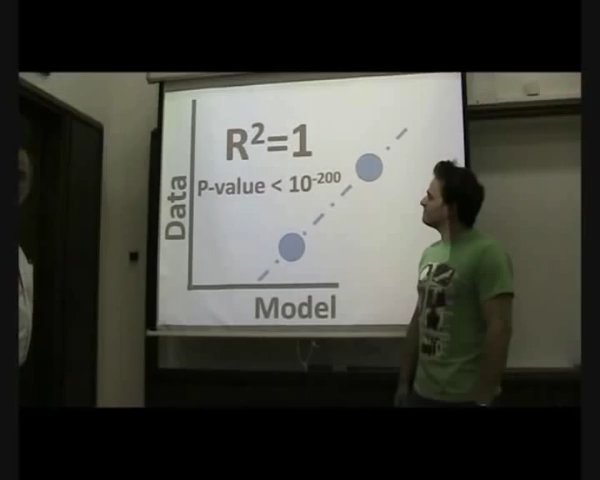 R²=1
P-value < 10⁻²⁰⁰
Data
Model